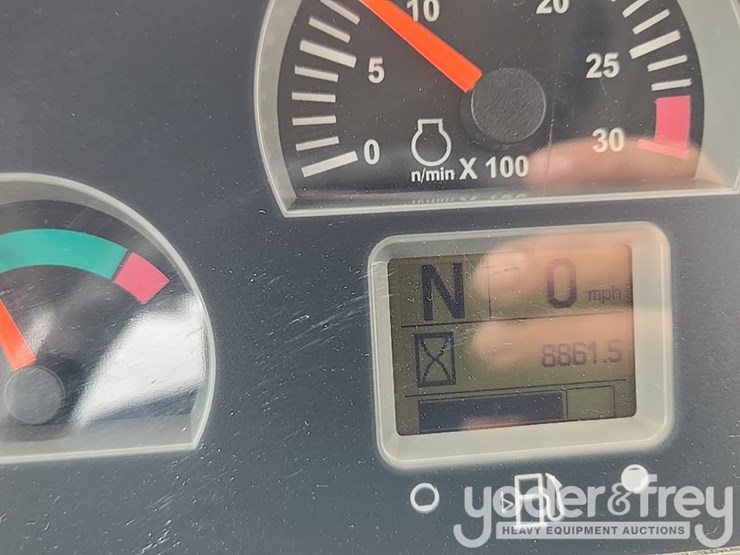 10
20
5
25
0
30
n/min X 100
N 0 mph
8861.5
yoder&frey
HEAVY EQUIPMENT AUCTIONS